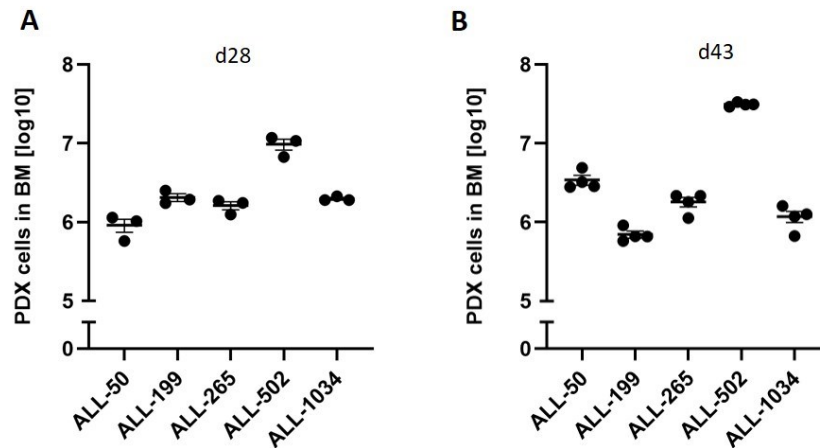 A
d28
PDX cells in BM [log10]
8
7
6
5
0
ALL-50
ALL-199
ALL-265
ALL-502
ALL-1034
B
d43
PDX cells in BM [log10]
8
7
6
5
0
ALL-50
ALL-199
ALL-265
ALL-502
ALL-1034